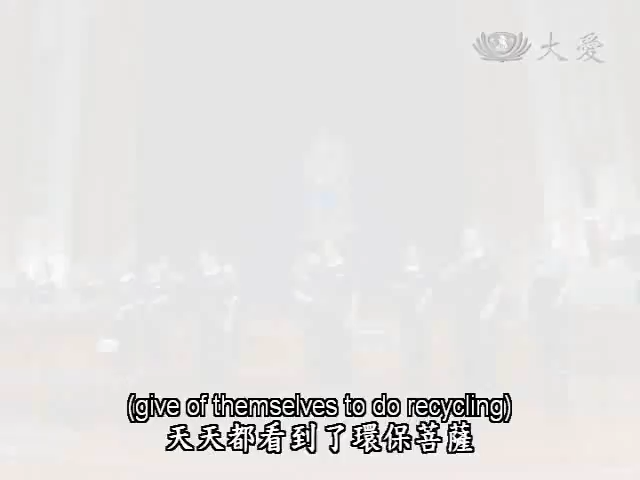 大愛
(give of themselves to do recycling)
天天都看到了環保菩薩